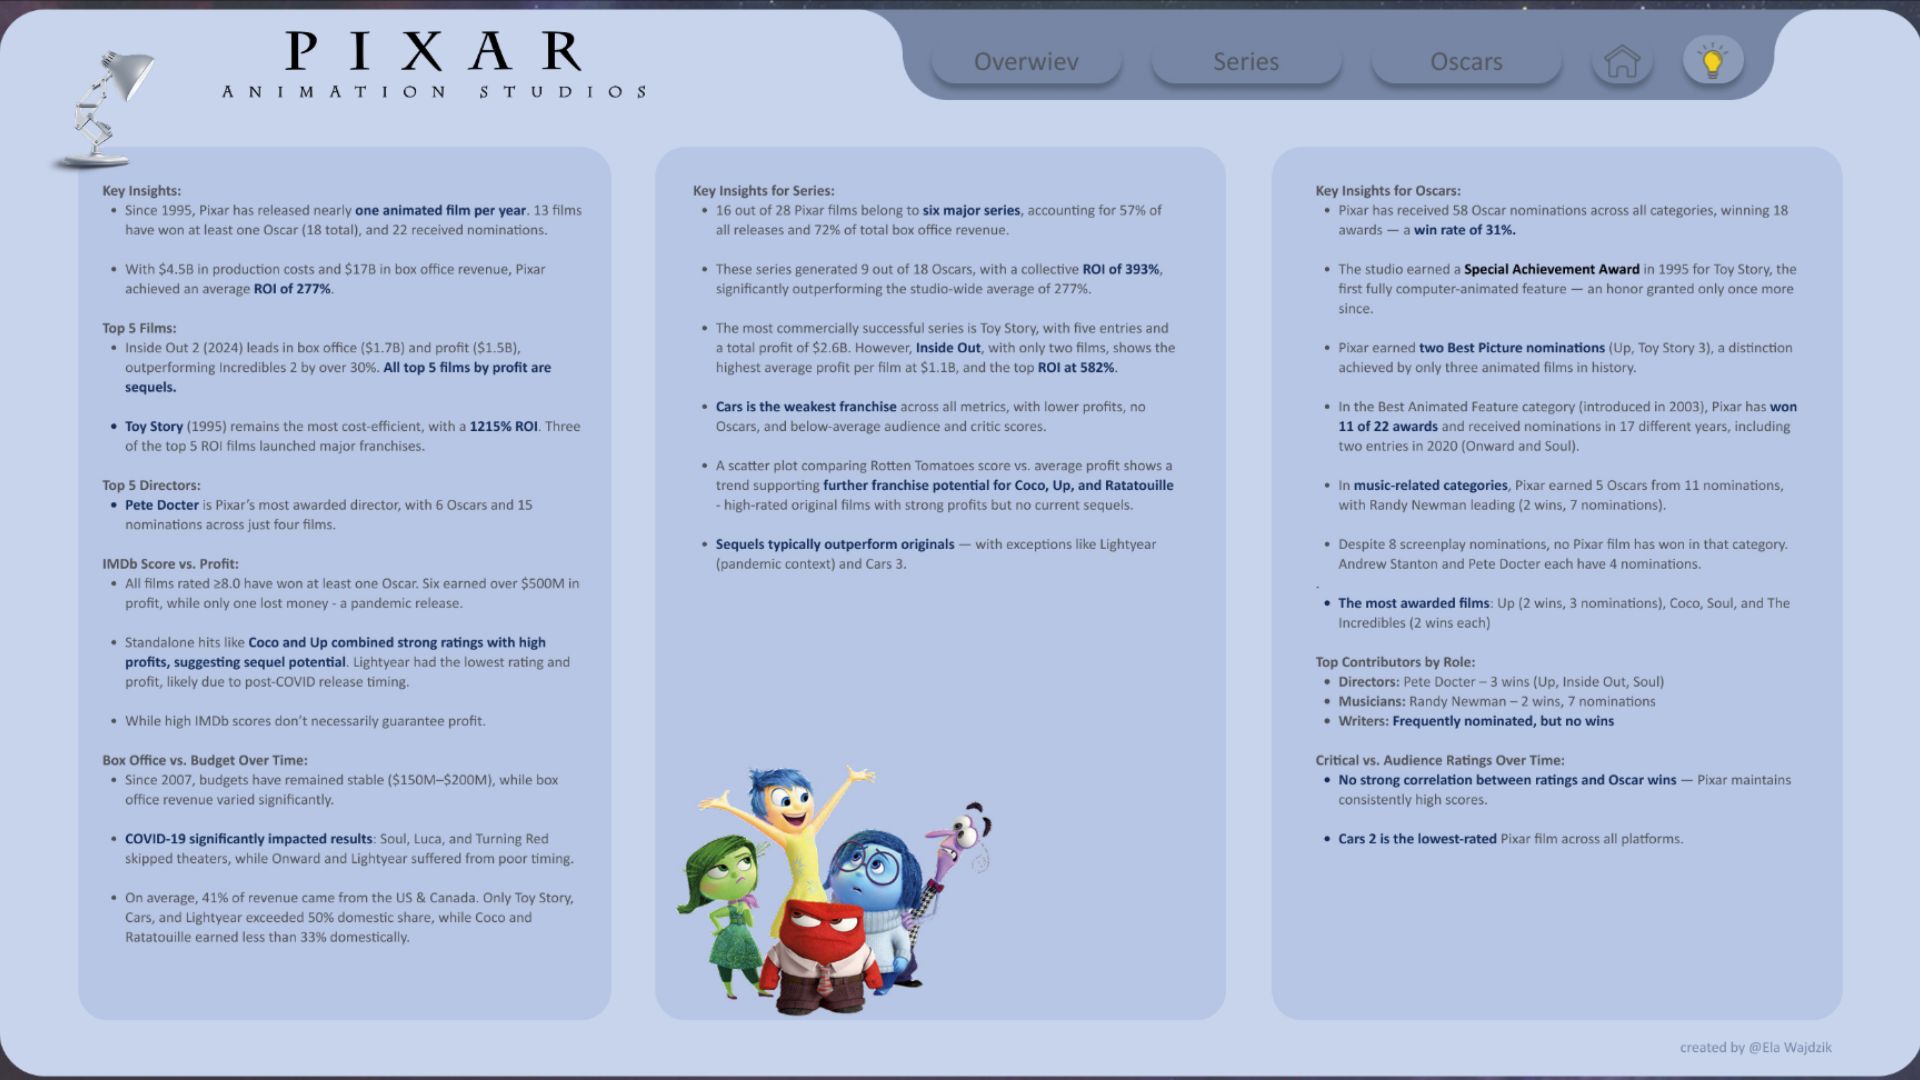 PIXAR
ANIMATION STUDIOS
Overwiev
Series
Oscars
Key Insights:
• Since 1995, Pixar has released nearly one animated film per year. 13 films
have won at least one Oscar (18 total), and 22 received nominations.
• With $4.5B in production costs and $17B in box office revenue, Pixar
achieved an average ROI of 277%.
Top 5 Films:
• Inside Out 2 (2024) leads in box office ($1.7B) and profit ($1.5B),
outperforming Incredibles 2 by over 30%. All top 5 films by profit are
sequels.
• Toy Story (1995) remains the most cost-efficient, with a 1215% ROI. Three
of the top 5 ROI films launched major franchises.
Top 5 Directors:
• Pete Docter is Pixar's most awarded director, with 6 Oscars and 15
nominations across just four films.
IMDb Score vs. Profit:
• All films rated ≥8.0 have won at least one Oscar. Six earned over $500M in
profit, while only one lost money - a pandemic release.
• Standalone hits like Coco and Up combined strong ratings with high
profits, suggesting sequel potential. Lightyear had the lowest rating and
profit, likely due to post-COVID release timing.
• While high IMDb scores don't necessarily guarantee profit.
Box Office vs. Budget Over Time:
• Since 2007, budgets have remained stable ($150M–$200M), while box
office revenue varied significantly.
• COVID-19 significantly impacted results: Soul, Luca, and Turning Red
skipped theaters, while Onward and Lightyear suffered from poor timing.
• On average, 41% of revenue came from the US & Canada. Only Toy Story,
Cars, and Lightyear exceeded 50% domestic share, while Coco and
Ratatouille earned less than 33% domestically.
Key Insights for Series:
• 16 out of 28 Pixar films belong to six major series, accounting for 57% of
all releases and 72% of total box office revenue.
• These series generated 9 out of 18 Oscars, with a collective ROI of 393%,
significantly outperforming the studio-wide average of 277%.
• The most commercially successful series is Toy Story, with five entries and
a total profit of $2.6B. However, Inside Out, with only two films, shows the
highest average profit per film at $1.1B, and the top ROI at 582%.
• Cars is the weakest franchise across all metrics, with lower profits, no
Oscars, and below-average audience and critic scores.
• A scatter plot comparing Rotten Tomatoes score vs. average profit shows a
trend supporting further franchise potential for Coco, Up, and Ratatouille
- high-rated original films with strong profits but no current sequels.
• Sequels typically outperform originals — with exceptions like Lightyear
(pandemic context) and Cars 3.
Key Insights for Oscars:
• Pixar has received 58 Oscar nominations across all categories, winning 18
awards — a win rate of 31%.
• The studio earned a Special Achievement Award in 1995 for Toy Story, the
first fully computer-animated feature — an honor granted only once more
since.
• Pixar earned two Best Picture nominations (Up, Toy Story 3), a distinction
achieved by only three animated films in history.
• In the Best Animated Feature category (introduced in 2003), Pixar has won
11 of 22 awards and received nominations in 17 different years, including
two entries in 2020 (Onward and Soul).
• In music-related categories, Pixar earned 5 Oscars from 11 nominations,
with Randy Newman leading (2 wins, 7 nominations).
• Despite 8 screenplay nominations, no Pixar film has won in that category.
Andrew Stanton and Pete Docter each have 4 nominations.
.
• The most awarded films: Up (2 wins, 3 nominations), Coco, Soul, and The
Incredibles (2 wins each)
Top Contributors by Role:
• Directors: Pete Docter – 3 wins (Up, Inside Out, Soul)
• Musicians: Randy Newman – 2 wins, 7 nominations
• Writers: Frequently nominated, but no wins
Critical vs. Audience Ratings Over Time:
• No strong correlation between ratings and Oscar wins — Pixar maintains
consistently high scores.
• Cars 2 is the lowest-rated Pixar film across all platforms.
created by @Ela Wajdzik